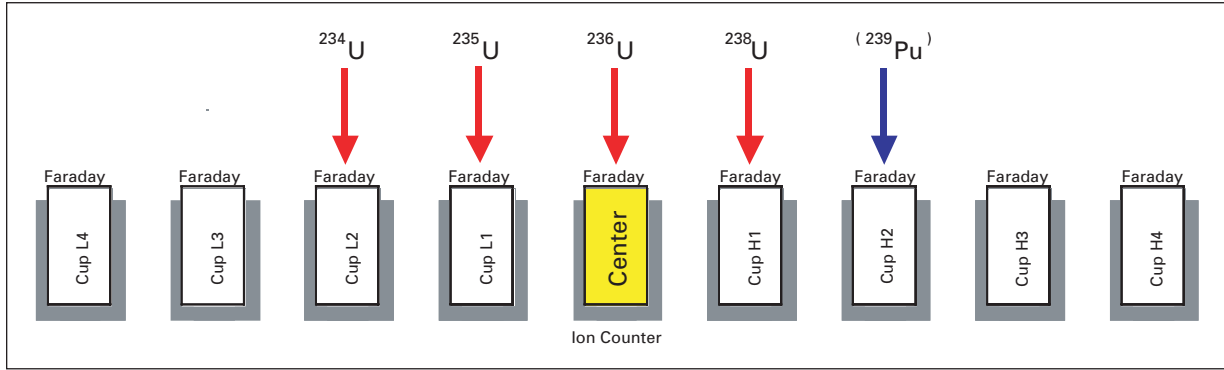 ²³⁴U ²³⁵U ²³⁶U ²³⁸U (²³⁹Pu)
Faraday Faraday Faraday Faraday Faraday Faraday Faraday Faraday Faraday
Cup L4 Cup L3 Cup L2 Cup L1 Center Cup H1 Cup H2 Cup H3 Cup H4
Ion Counter